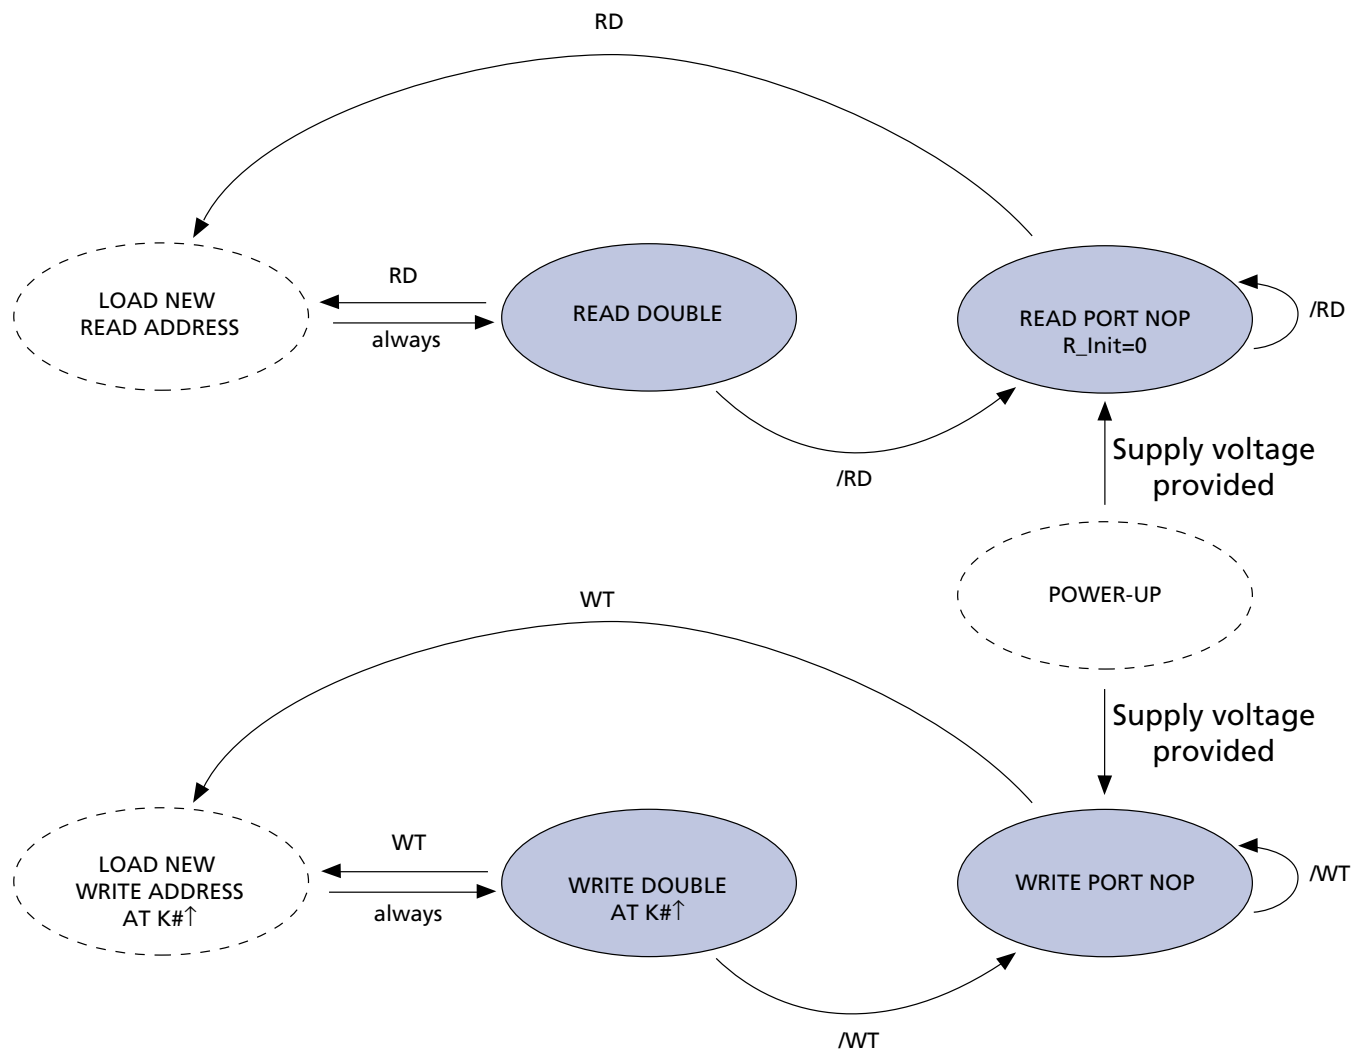 RD
LOAD NEW
READ ADDRESS
RD
always
READ DOUBLE
READ PORT NOP
R_Init=0
/RD
/RD
Supply voltage
provided
POWER-UP
WT
Supply voltage
provided
LOAD NEW
WRITE ADDRESS
AT K#↑
WT
always
WRITE DOUBLE
AT K#↑
WRITE PORT NOP
/WT
/WT